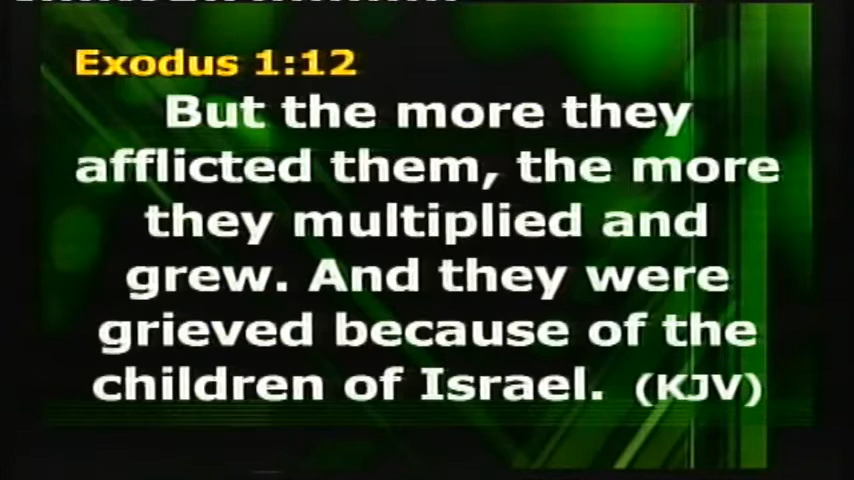 Exodus 1:12
But the more they
afflicted them, the more
they multiplied and
grew. And they were
grieved because of the
children of Israel. (KJV)